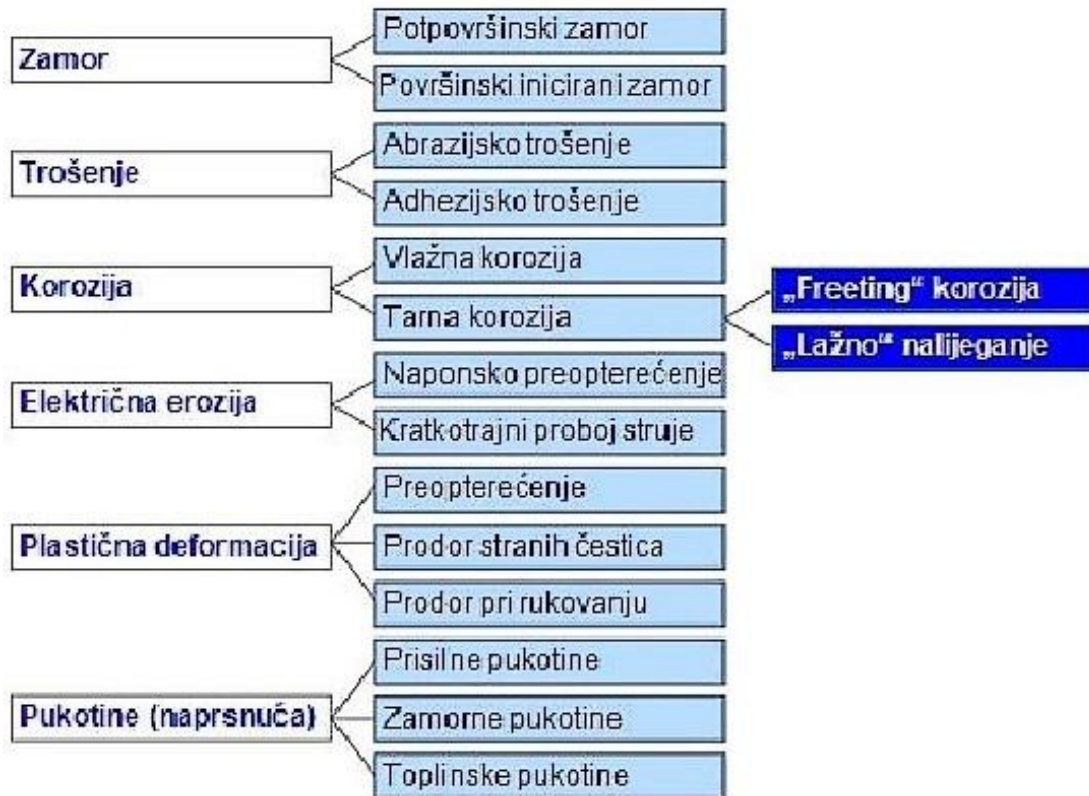 Zamor
Potpovršinski zamor
Površinski inicirani zamor
Trošenje
Abrazijsko trošenje
Adhezijsko trošenje
Korozija
Vlažna korozija
Tarna korozija
„Freeting“ korozija
„Lažno“ nalijeganje
Električna erozija
Naponsko preopterećenje
Kratkotrajni proboj struje
Plastična deformacija
Preopterećenje
Prodor stranih čestica
Prodor pri rukovanju
Pukotine (naprsnuća)
Prisilne pukotine
Zamorne pukotine
Toplinske pukotine